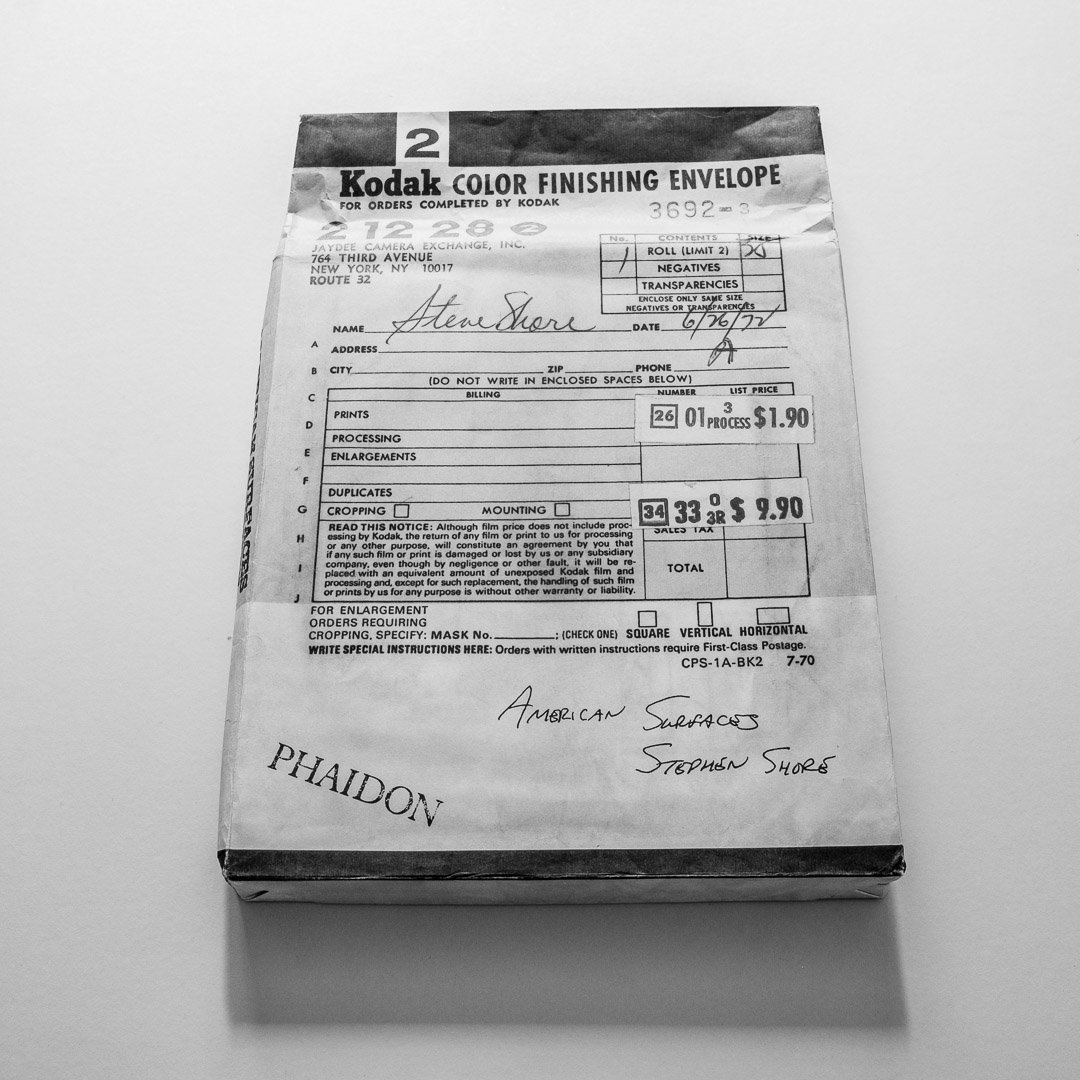 2
Kodak COLOR FINISHING ENVELOPE
FOR ORDERS COMPLETED BY KODAK
3692
2 12 28 2
JAYDEE CAMERA EXCHANGE, INC.
764 THIRD AVENUE
NEW YORK, NY 10017
ROUTE 32
No. CONTENTS SIZE
1 ROLL (LIMIT 2)
NEGATIVES
TRANSPARENCIES
ENCLOSE ONLY SAME SIZE
NEGATIVES OR TRANSPARENCIES
NAME Steve Shore DATE 6/26/72
A ADDRESS A
B CITY ZIP PHONE
(DO NOT WRITE IN ENCLOSED SPACES BELOW)
C BILLING NUMBER LIST PRICE
PRINTS
26 01 3 PROCESS $1.90
D
PROCESSING
E ENLARGEMENTS
F
DUPLICATES
G CROPPING MOUNTING
34 33 0 3R $ 9.90
SALES TAX
TOTAL
READ THIS NOTICE: Although film price does not include proc-
essing by Kodak, the return of any film or print to us for processing
or any other purpose, will constitute an agreement by you that
if any such film or print is damaged or lost by us or any subsidiary
company, even though by negligence or other fault, it will be re-
placed with an equivalent amount of unexposed Kodak film and
processing and, except for such replacement, the handling of such film
or prints by us for any purpose is without other warranty or liability.
H
I
J
FOR ENLARGEMENT
ORDERS REQUIRING
CROPPING, SPECIFY: MASK No. ; (CHECK ONE) SQUARE VERTICAL HORIZONTAL
WRITE SPECIAL INSTRUCTIONS HERE: Orders with written instructions require First-Class Postage.
CPS-1A-BK2 7-70
AMERICAN SURFACES
STEPHEN SHORE
PHAIDON